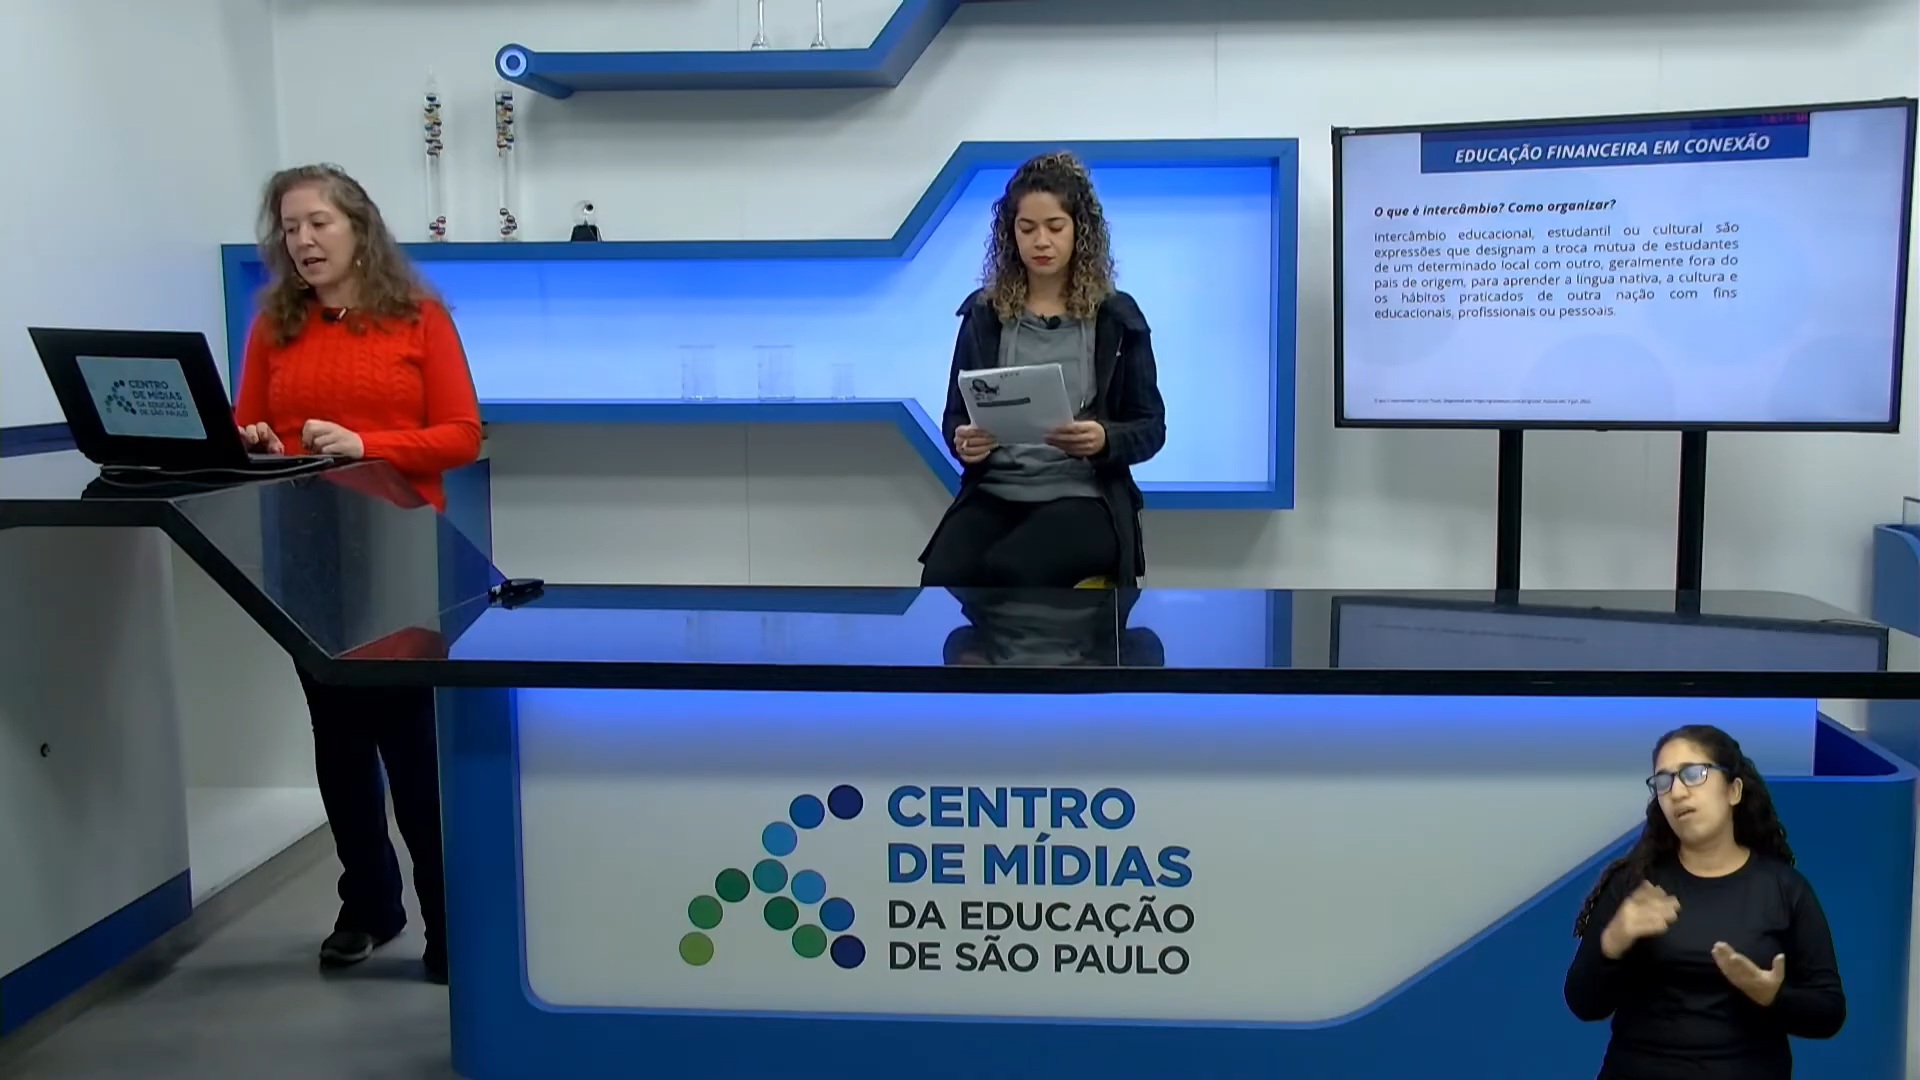 EDUCAÇÃO FINANCEIRA EM CONEXÃO
O que é intercâmbio? Como organizar?
Intercâmbio educacional, estudantil ou cultural são
expressões que designam a troca mútua de estudantes
de um determinado local com outro, geralmente fora do
país de origem, para aprender a língua nativa, a cultura e
os hábitos praticados de outra nação com fins
educacionais, profissionais ou pessoais.
CENTRO
DE MÍDIAS
DA EDUCAÇÃO
DE SÃO PAULO
CENTRO
DE MÍDIAS
DA EDUCAÇÃO
DE SÃO PAULO